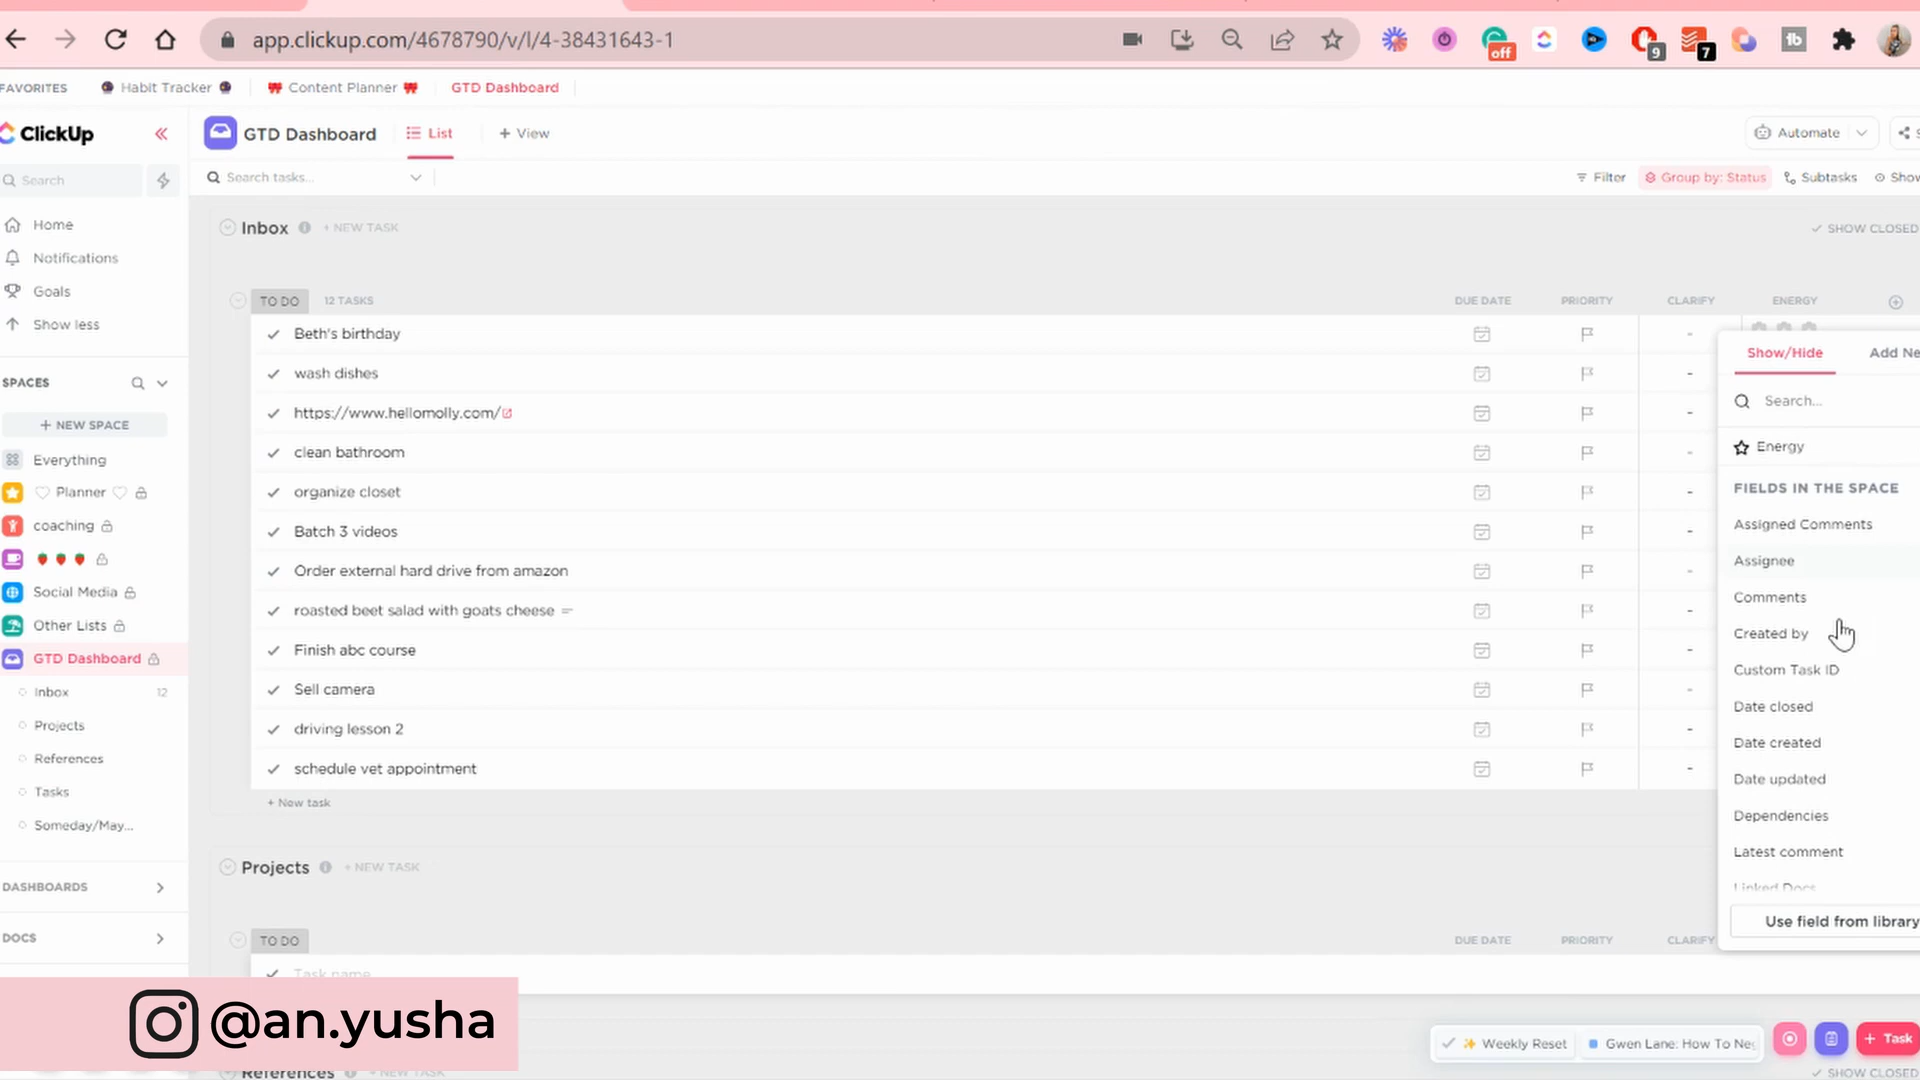 app.clickup.com/4678790/v/l/4-38431643-1
off
9
7
tb
FAVORITES
Habit Tracker
Content Planner
GTD Dashboard
ClickUp
GTD Dashboard
List
+ View
Automate
Search
Search tasks...
Filter
Group by: Status
Subtasks
Show
Home
Notifications
Goals
Show less
SPACES
+ NEW SPACE
Everything
Planner
coaching
Social Media
Other Lists
GTD Dashboard
Inbox 12
Projects
References
Tasks
Someday/May...
DASHBOARDS
DOCS
Inbox + NEW TASK
SHOW CLOSED
TO DO 12 TASKS DUE DATE PRIORITY CLARIFY ENERGY
Beth's birthday
wash dishes
https://www.hellomolly.com/
clean bathroom
organize closet
Batch 3 videos
Order external hard drive from amazon
roasted beet salad with goats cheese
Finish abc course
Sell camera
driving lesson 2
schedule vet appointment
+ New task
Projects + NEW TASK
TO DO DUE DATE PRIORITY CLARIFY
Task name
References + NEW TASK
SHOW CLOSED
Show/Hide
Add Ne
Search...
Energy
FIELDS IN THE SPACE
Assigned Comments
Assignee
Comments
Created by
Custom Task ID
Date closed
Date created
Date updated
Dependencies
Latest comment
Linked Docs
Use field from library
Weekly Reset
Gwen Lane: How To Neg
+ Task
@an.yusha